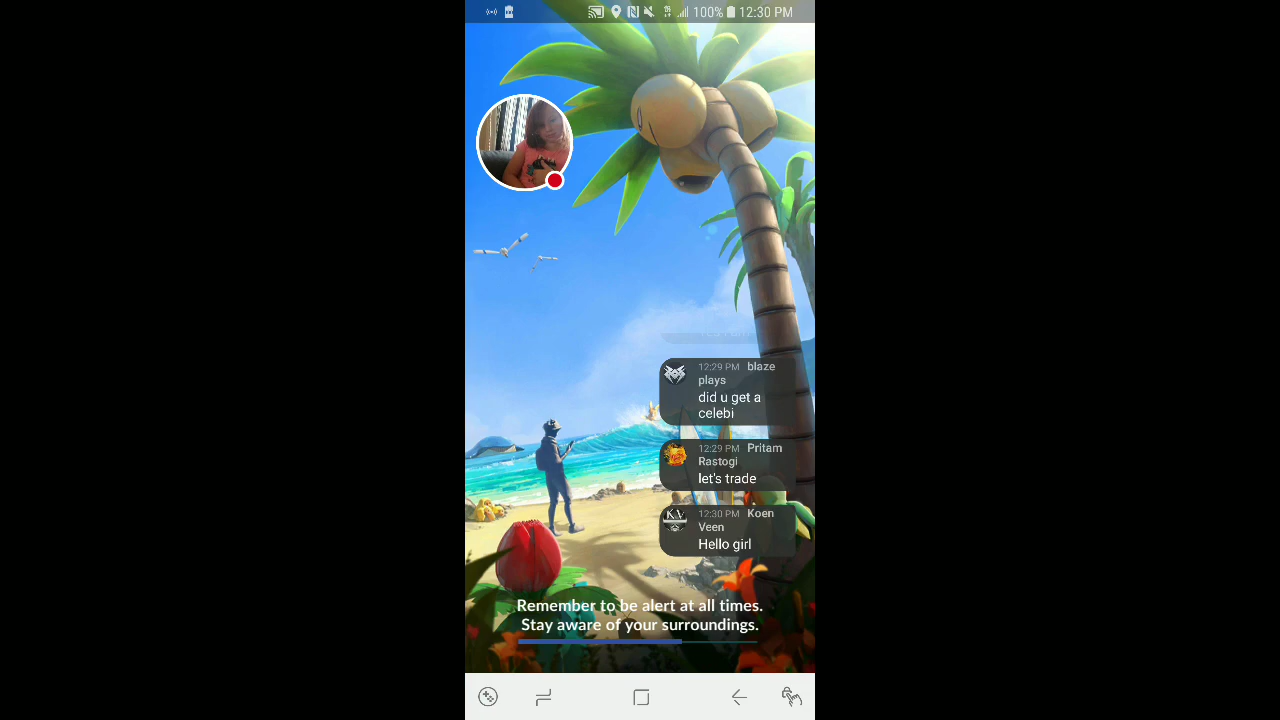 100% 12:30 PM
12:29 PM blaze
plays
did u get a
celebi
12:29 PM Pritam
Rastogi
let's trade
KV
12:30 PM Koen
Veen
Hello girl
Remember to be alert at all times.
Stay aware of your surroundings.